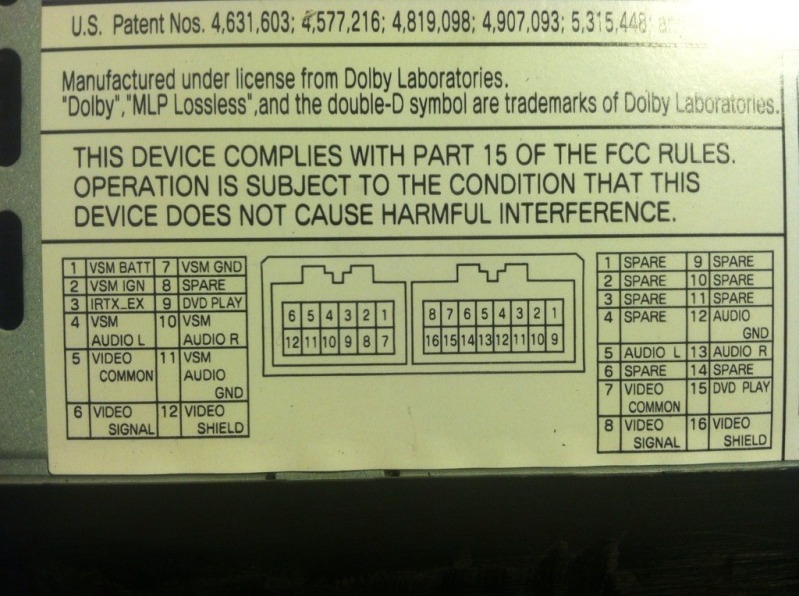 U.S. Patent Nos. 4,631,603; 4,577,216; 4,819,098; 4,907,093; 5,315,448;
Manufactured under license from Dolby Laboratories.
"Dolby","MLP Lossless",and the double-D symbol are trademarks of Dolby Laboratories.
THIS DEVICE COMPLIES WITH PART 15 OF THE FCC RULES.
OPERATION IS SUBJECT TO THE CONDITION THAT THIS
DEVICE DOES NOT CAUSE HARMFUL INTERFERENCE.
1 VSM BATT 7 VSM GND
2 VSM IGN 8 SPARE
3 IRTX_EX 9 DVD PLAY
4 VSM 10 VSM
AUDIO L AUDIO R
5 VIDEO 11 VSM
COMMON AUDIO
GND
6 VIDEO 12 VIDEO
SIGNAL SHIELD
6 5 4 3 2 1
12 11 10 9 8 7
8 7 6 5 4 3 2 1
16 15 14 13 12 11 10 9
1 SPARE 9 SPARE
2 SPARE 10 SPARE
3 SPARE 11 SPARE
4 SPARE 12 AUDIO
GND
5 AUDIO L 13 AUDIO R
6 SPARE 14 SPARE
7 VIDEO 15 DVD PLAY
COMMON
8 VIDEO 16 VIDEO
SIGNAL SHIELD